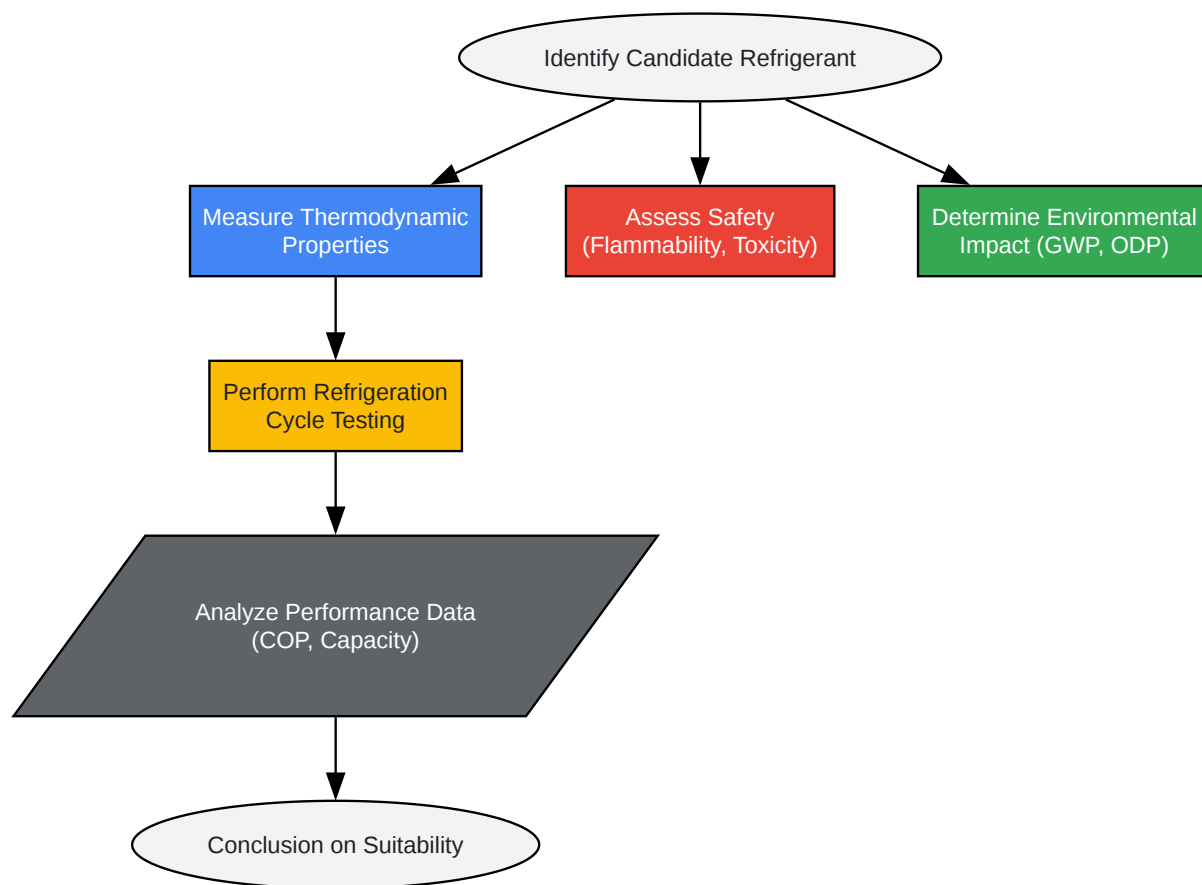 Identify Candidate Refrigerant
Measure Thermodynamic
Properties
Assess Safety
(Flammability, Toxicity)
Determine Environmental
Impact (GWP, ODP)
Perform Refrigeration
Cycle Testing
Analyze Performance Data
(COP, Capacity)
Conclusion on Suitability